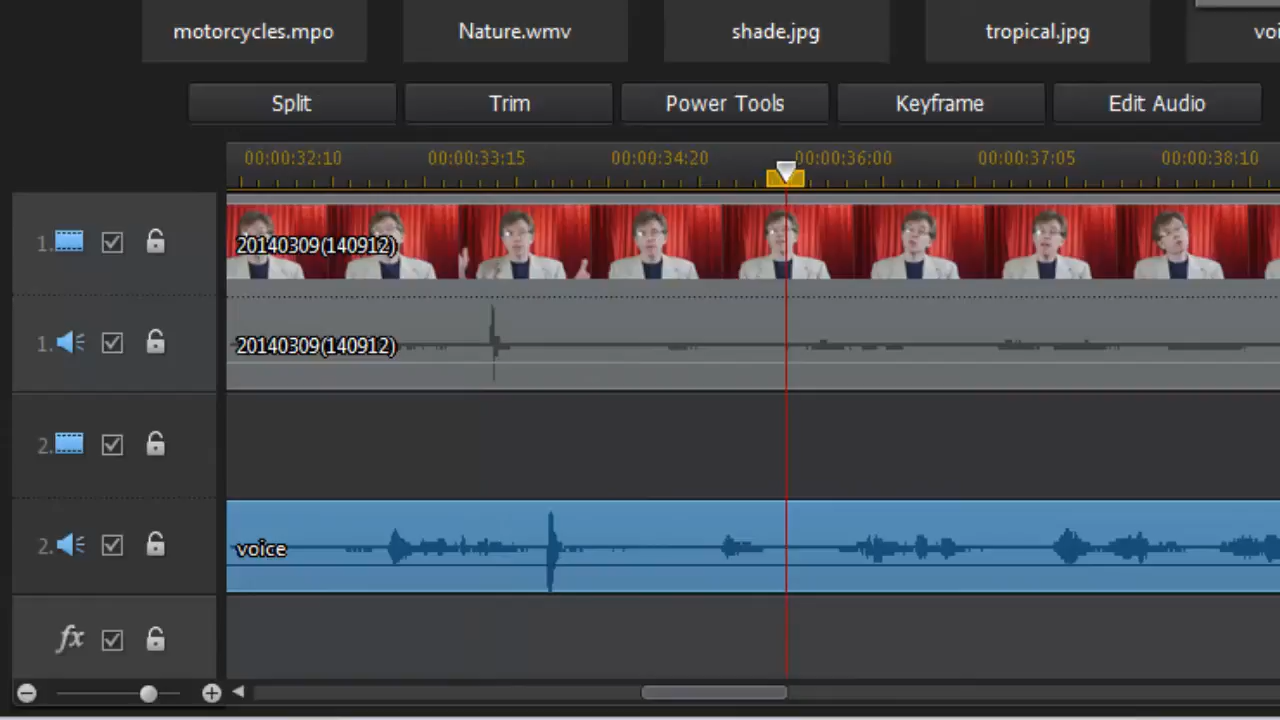 motorcycles.mpo Nature.wmv shade.jpg tropical.jpg voi
Split Trim Power Tools Keyframe Edit Audio
00:00:32:10 00:00:33:15 00:00:34:20 00:00:36:00 00:00:37:05 00:00:38:10
1. 20140309(140912)
1. 20140309(140912)
2.
2. voice
fx